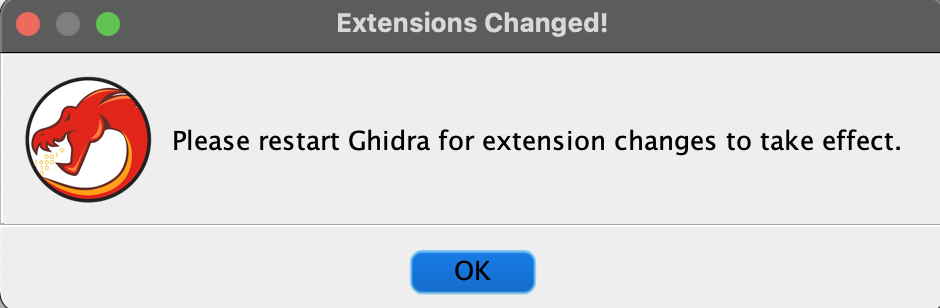 Extensions Changed!
Please restart Ghidra for extension changes to take effect.
OK